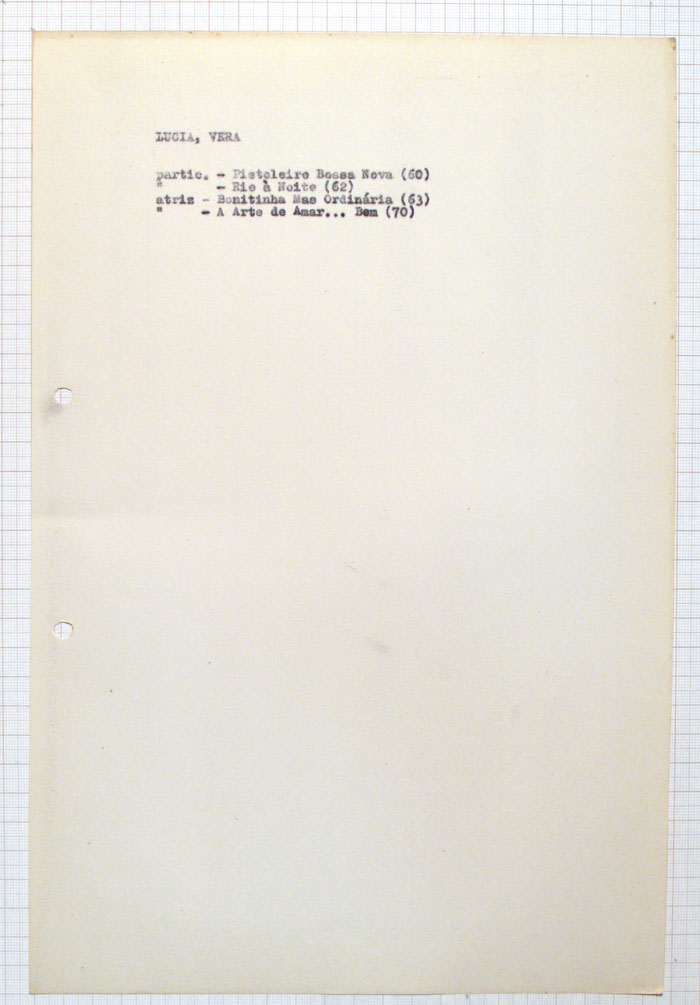 LUCIA, VERA
partic. - Pistoleiro Bossa Nova (60)
" - Rio à Noite (62)
atriz - Bonitinha Mas Ordinária (63)
" - A Arte de Amar... Bem (70)